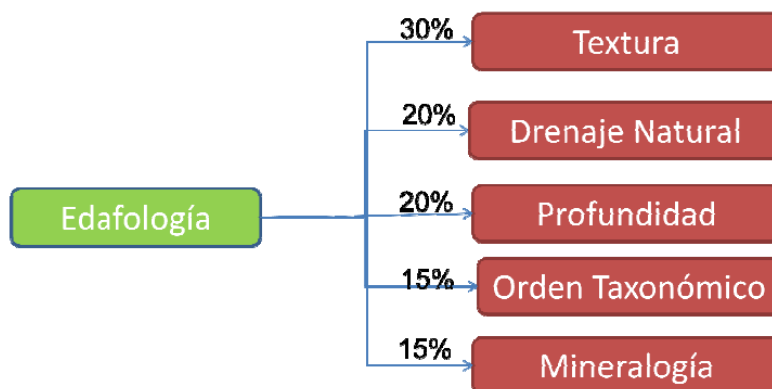 30%
Textura
20%
Drenaje Natural
Edafología
20%
Profundidad
15%
Orden Taxonómico
15%
Mineralogía